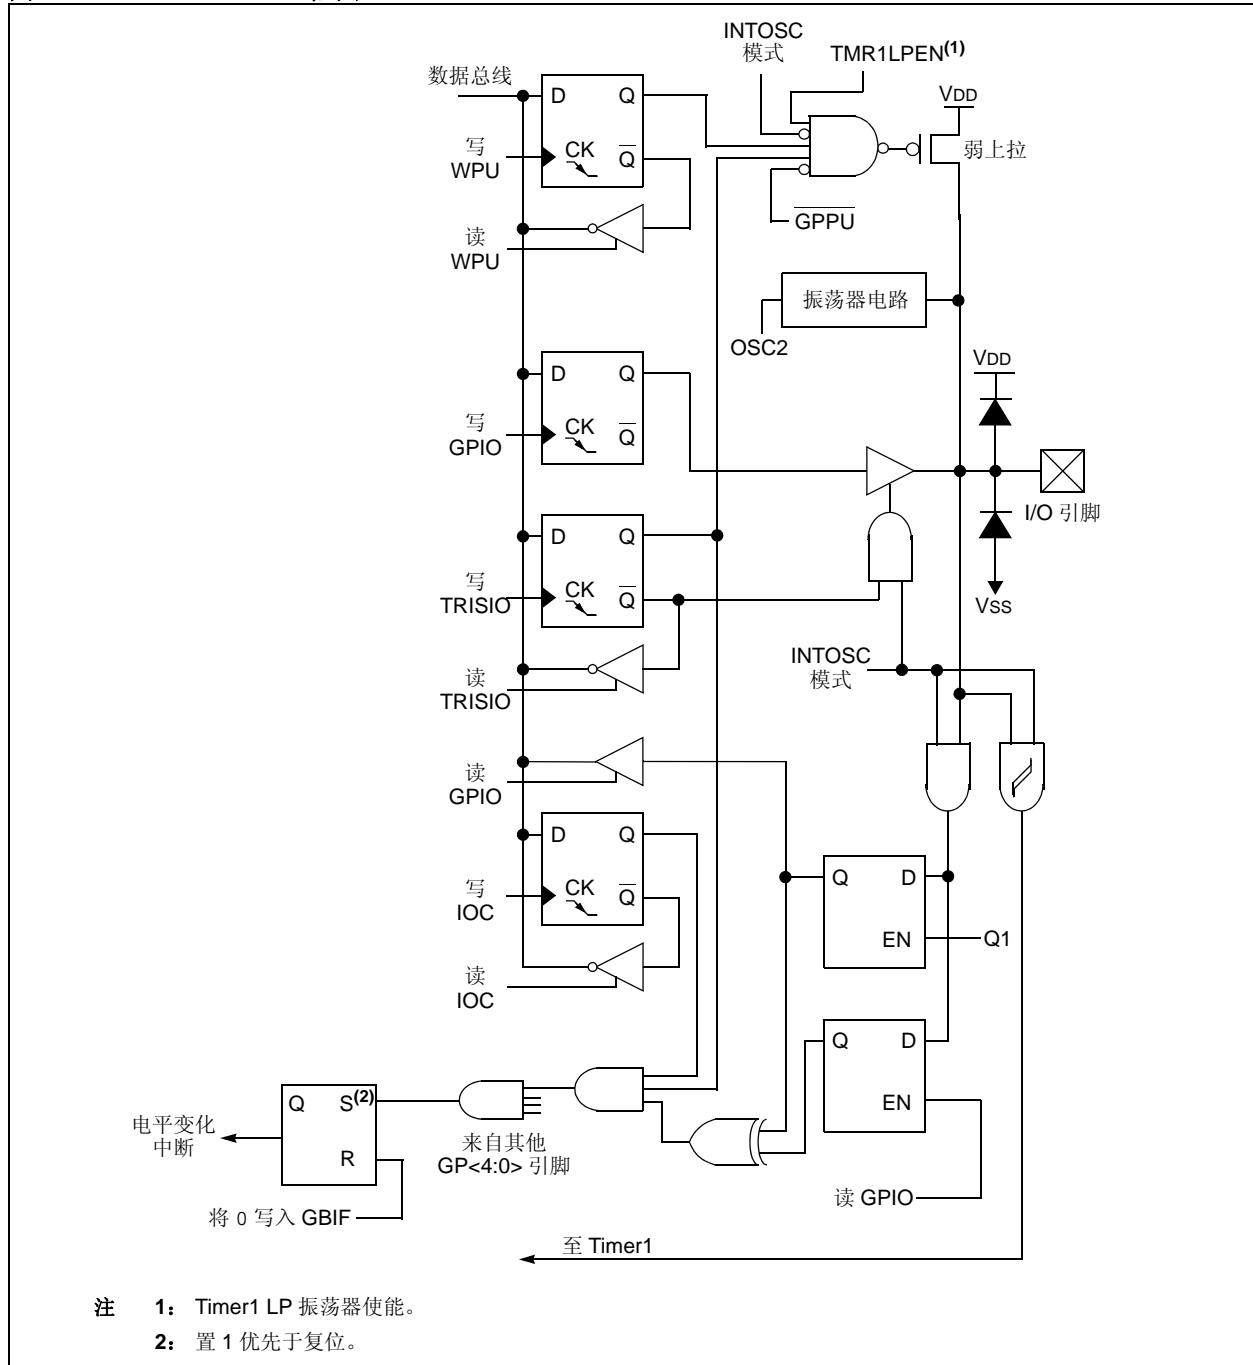 INTOSC
模式
TMR1LPEN(1)
数据总线
D
Q
VDD
写
WPU
CK
Q
弱上拉
GPPU
读
WPU
振荡器电路
OSC2
D
Q
VDD
写
GPIO
CK
Q
I/O 引脚
D
Q
写
TRISIO
CK
Q
VSS
INTOSC
模式
读
TRISIO
读
GPIO
D
Q
写
IOC
CK
Q
Q
D
EN
Q1
读
IOC
Q
D
EN
Q
S(2)
R
电平变化
中断
来自其他
GP<4:0> 引脚
读 GPIO
将 0 写入 GBIF
至 Timer1
注 1： Timer1 LP 振荡器使能。
2： 置 1 优先于复位。